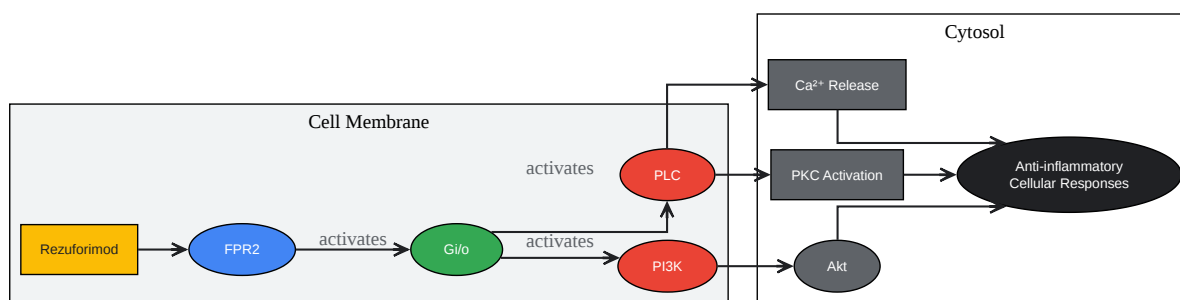 Cytosol
Ca²⁺ Release
Cell Membrane
activates
PLC
PKC Activation
Anti-inflammatory
Cellular Responses
Rezuforimod
FPR2
activates
Gi/o
activates
PI3K
Akt